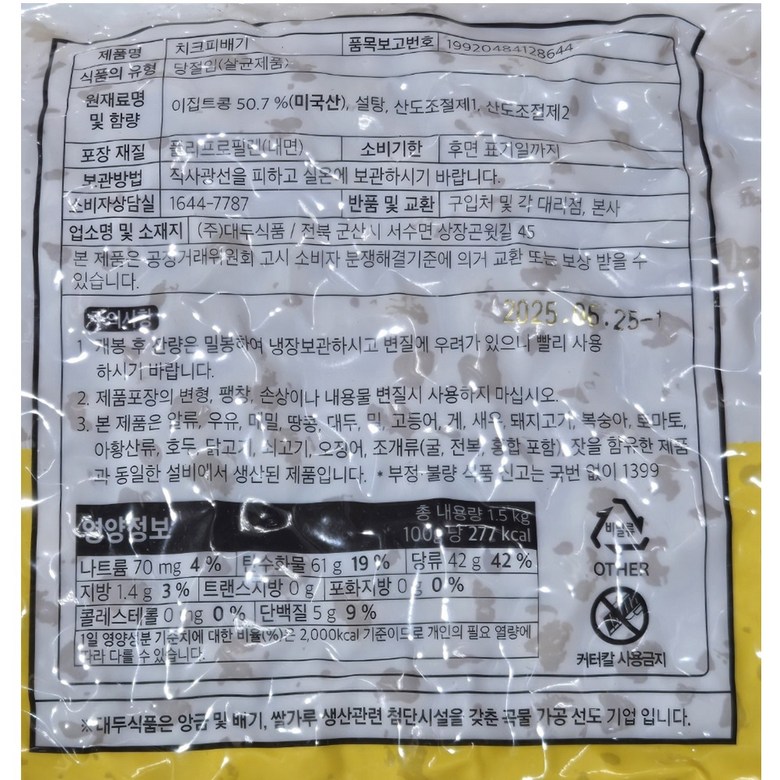 제품명 치크피배기 품목보고번호 19920484128644
식품의 유형 당절임(살균제품)
원재료명 및 함량 이집트콩 50.7 %(미국산), 설탕, 산도조절제1, 산도조절제2
포장 재질 폴리프로필렌(내면) 소비기한 후면 표기일까지
보관방법 직사광선을 피하고 실온에 보관하시기 바랍니다.
소비자상담실 1644-7787 반품 및 교환 구입처 및 각 대리점, 본사
업소명 및 소재지 (주)대두식품 / 전북 군산시 서수면 상장곤윗길 45
본 제품은 공정거래위원회 고시 소비자 분쟁해결기준에 의거 교환 또는 보상 받을 수
있습니다.
주의사항
2025.05.25-1
1. 개봉 후 잔량은 밀봉하여 냉장보관하시고 변질에 우려가 있으니 빨리 사용
하시기 바랍니다.
2. 제품포장의 변형, 팽창, 손상이나 내용물 변질시 사용하지 마십시오.
3. 본 제품은 알류, 우유, 메밀, 땅콩, 대두, 밀, 고등어, 게, 새우, 돼지고기, 복숭아, 토마토,
아황산류, 호두, 닭고기, 쇠고기, 오징어, 조개류(굴, 전복, 홍합 포함), 잣을 함유한 제품
과 동일한 설비에서 생산된 제품입니다. * 부정·불량 식품 신고는 국번 없이 1399
영양정보 총 내용량 1.5 kg
100g 당 277 kcal
나트륨 70 mg 4 % 탄수화물 61 g 19 % 당류 42 g 42 %
지방 1.4 g 3 % 트랜스지방 0 g 포화지방 0 g 0 %
콜레스테롤 0 mg 0 % 단백질 5 g 9 %
1일 영양성분 기준치에 대한 비율(%)은 2,000kcal 기준이므로 개인의 필요 열량에
따라 다를 수 있습니다.
비닐류
OTHER
커터칼 사용금지
※ 대두식품은 앙금 및 배기, 쌀가루 생산관련 첨단시설을 갖춘 곡물 가공 선도 기업 입니다.